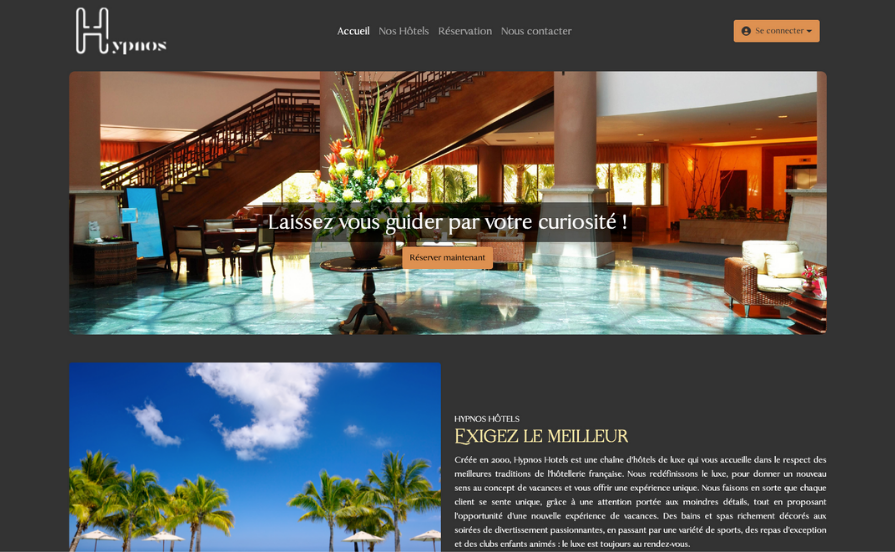 Hypnos
Accueil Nos Hôtels Réservation Nous contacter
Se connecter
Laissez vous guider par votre curiosité !
Réserver maintenant
HYPNOS HÔTELS
Exigez le meilleur
Créée en 2000, Hypnos Hotels est une chaîne d'hôtels de luxe qui vous accueille dans le respect des
meilleures traditions de l'hôtellerie française. Nous redéfinissons le luxe, pour donner un nouveau
sens au concept de vacances et vous offrir une expérience unique. Nous faisons en sorte que chaque
client se sente unique, grâce à une attention portée aux moindres détails, tout en proposant
l'opportunité d'une nouvelle expérience de vacances. Des bains et spas richement décorés aux
soirées de divertissement passionnantes, en passant par une variété de sports, des repas d'exception
et des clubs enfants animés : le luxe est toujours au rendez-vous.